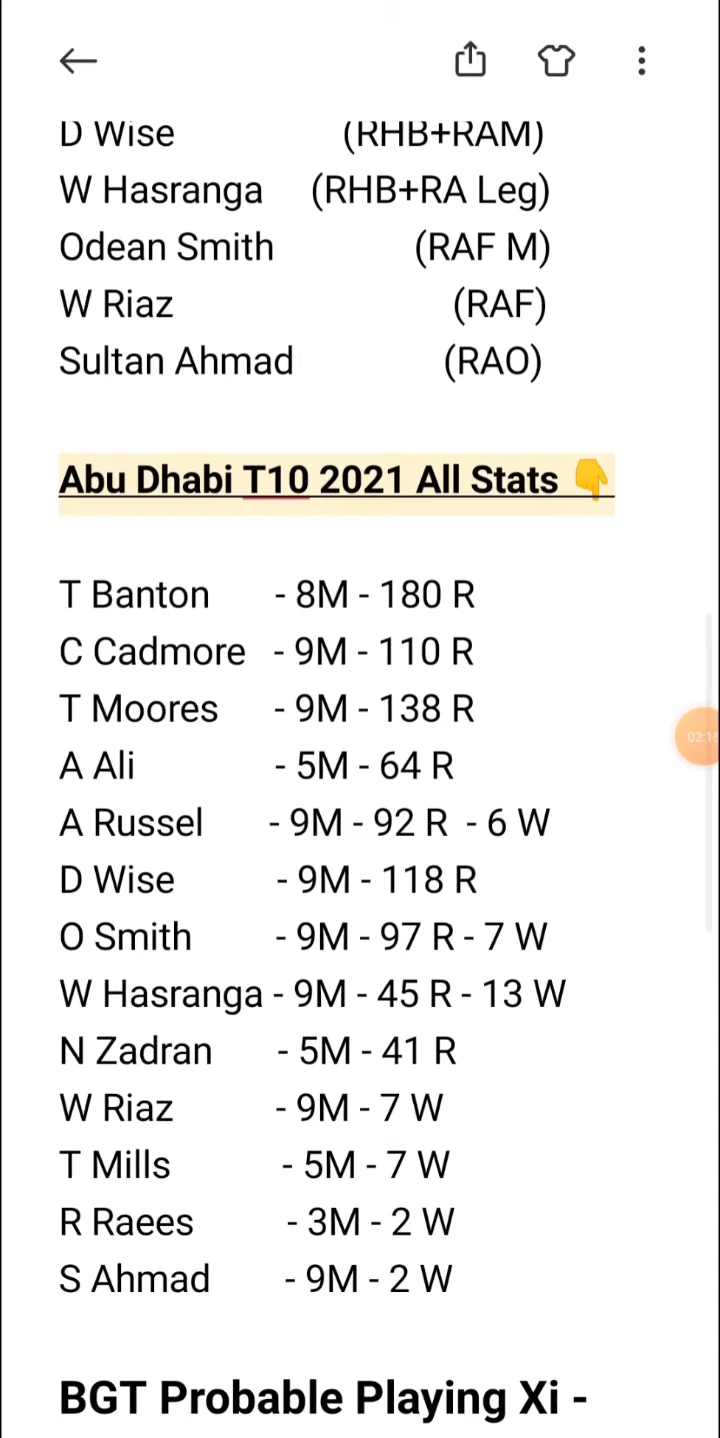 D Wise (RHB+RAM)
W Hasranga (RHB+RA Leg)
Odean Smith (RAF M)
W Riaz (RAF)
Sultan Ahmad (RAO)
Abu Dhabi T10 2021 All Stats 👇
T Banton - 8M - 180 R
C Cadmore - 9M - 110 R
T Moores - 9M - 138 R
A Ali - 5M - 64 R
A Russel - 9M - 92 R - 6 W
D Wise - 9M - 118 R
O Smith - 9M - 97 R - 7 W
W Hasranga - 9M - 45 R - 13 W
N Zadran - 5M - 41 R
W Riaz - 9M - 7 W
T Mills - 5M - 7 W
R Raees - 3M - 2 W
S Ahmad - 9M - 2 W
BGT Probable Playing Xi -